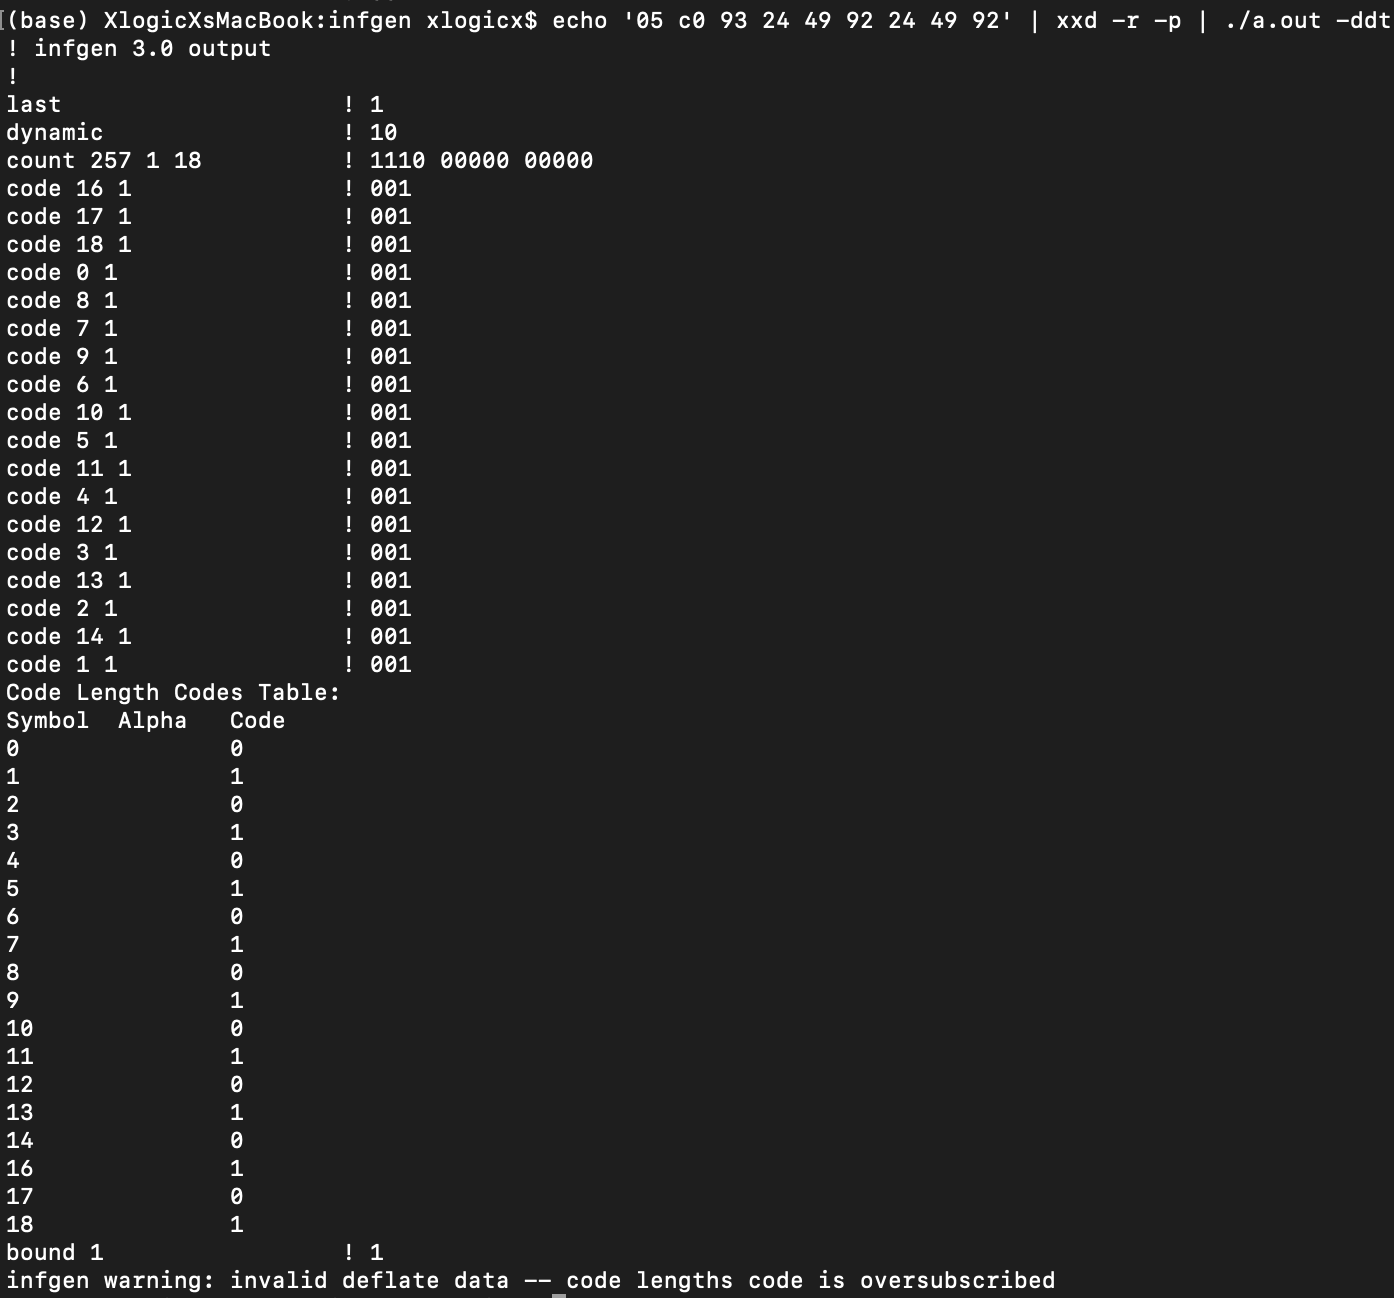 (base) XlogicXsMacBook:infgen xlogicx$ echo '05 c0 93 24 49 92 24 49 92' | xxd -r -p | ./a.out -ddt
! infgen 3.0 output
!
last                    ! 1
dynamic                 ! 10
count 257 1 18          ! 1110 00000 00000
code 16 1               ! 001
code 17 1               ! 001
code 18 1               ! 001
code 0 1                ! 001
code 8 1                ! 001
code 7 1                ! 001
code 9 1                ! 001
code 6 1                ! 001
code 10 1               ! 001
code 5 1                ! 001
code 11 1               ! 001
code 4 1                ! 001
code 12 1               ! 001
code 3 1                ! 001
code 13 1               ! 001
code 2 1                ! 001
code 14 1               ! 001
code 1 1                ! 001
Code Length Codes Table:
Symbol  Alpha   Code
0               0
1               1
2               0
3               1
4               0
5               1
6               0
7               1
8               0
9               1
10              0
11              1
12              0
13              1
14              0
16              1
17              0
18              1
bound 1                 ! 1
infgen warning: invalid deflate data -- code lengths code is oversubscribed